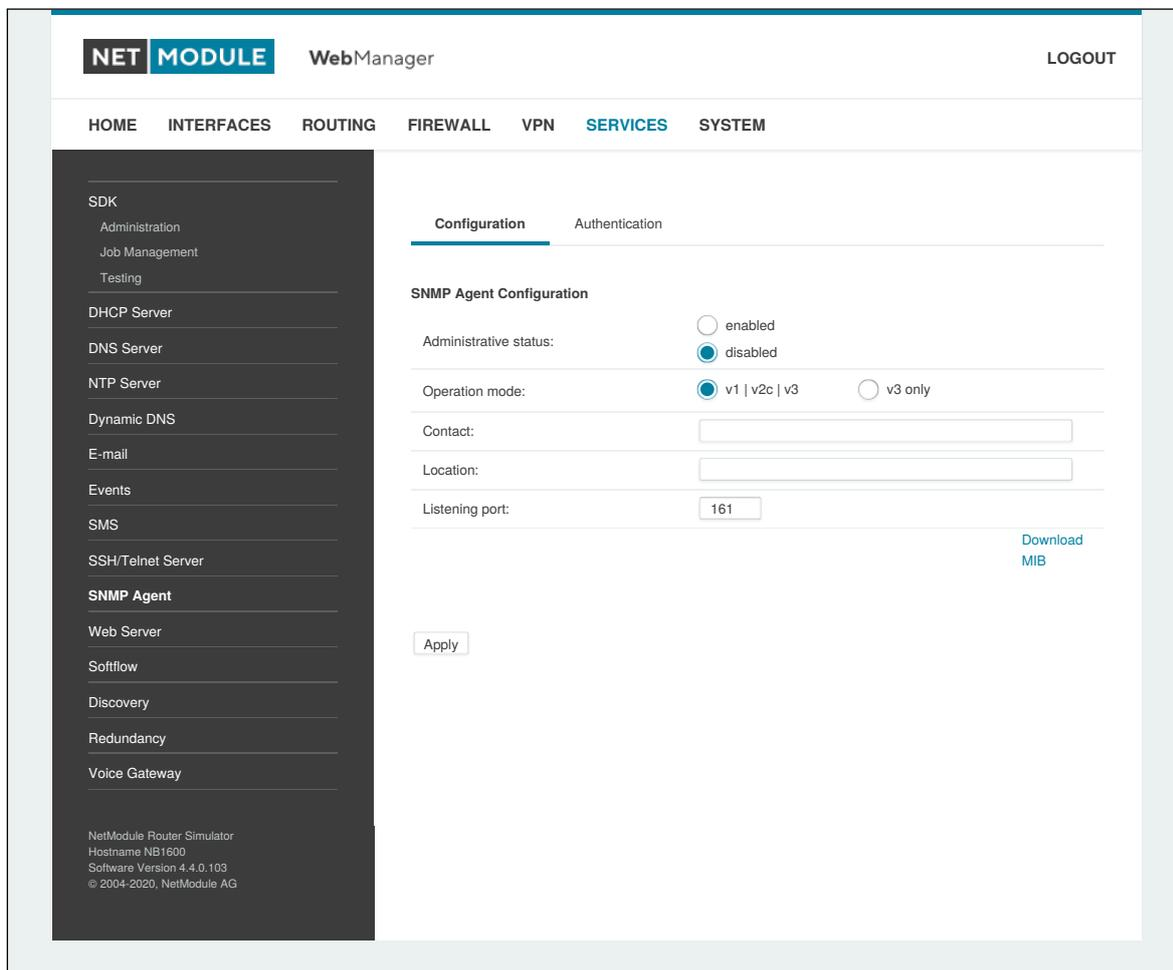 NET MODULE WebManager LOGOUT
HOME INTERFACES ROUTING FIREWALL VPN SERVICES SYSTEM
SDK
Administration
Job Management
Testing
DHCP Server
DNS Server
NTP Server
Dynamic DNS
E-mail
Events
SMS
SSH/Telnet Server
SNMP Agent
Web Server
Softflow
Discovery
Redundancy
Voice Gateway
NetModule Router Simulator
Hostname NB1600
Software Version 4.4.0.103
© 2004-2020, NetModule AG
Configuration Authentication
SNMP Agent Configuration
Administrative status:
enabled
disabled
Operation mode: v1 | v2c | v3 v3 only
Contact:
Location:
Listening port: 161
Download
MIB
Apply